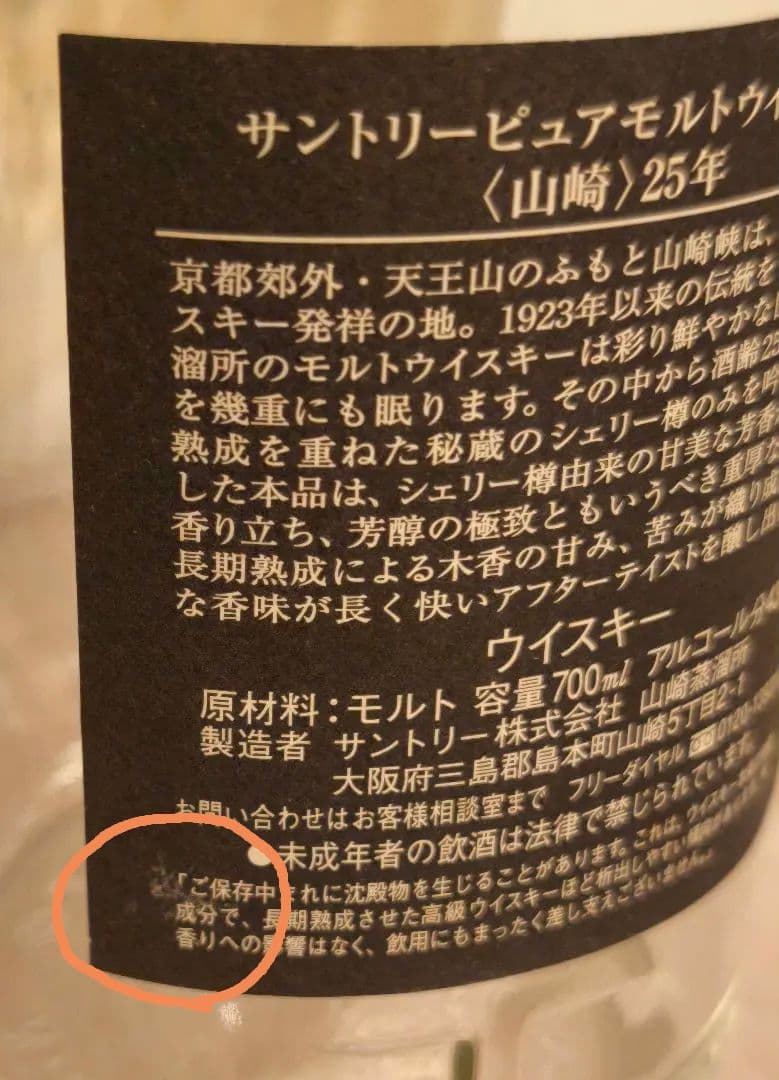 サントリーピュアモルトウイ
〈山崎〉25年
京都郊外・天王山のふもと山崎峡は、
スキー発祥の地。1923年以来の伝統を
溜所のモルトウイスキーは彩り鮮やかな
を幾重にも眠ります。その中から酒齢25
熟成を重ねた秘蔵のシェリー樽のみを
した本品は、シェリー樽由来の甘美な芳香
香り立ち、芳醇の極致ともいうべき重厚な
長期熟成による木香の甘み、苦みが織り
な香味が長く快いアフターテイストを醸し出
ウイスキー
原材料：モルト 容量700ml アルコール分
製造者 サントリー株式会社 山崎蒸溜所
大阪府三島郡島本町山崎5丁目2-1
お問い合わせはお客様相談室まで フリーダイヤル 0120-
●未成年者の飲酒は法律で禁じられています。
「ご保存中まれに沈殿物を生じることがあります。これは、ウイスキーの
成分で、長期熟成させた高級ウイスキーほど析出しやすい
香りへの影響はなく、飲用にもまったく差し支えございません。」